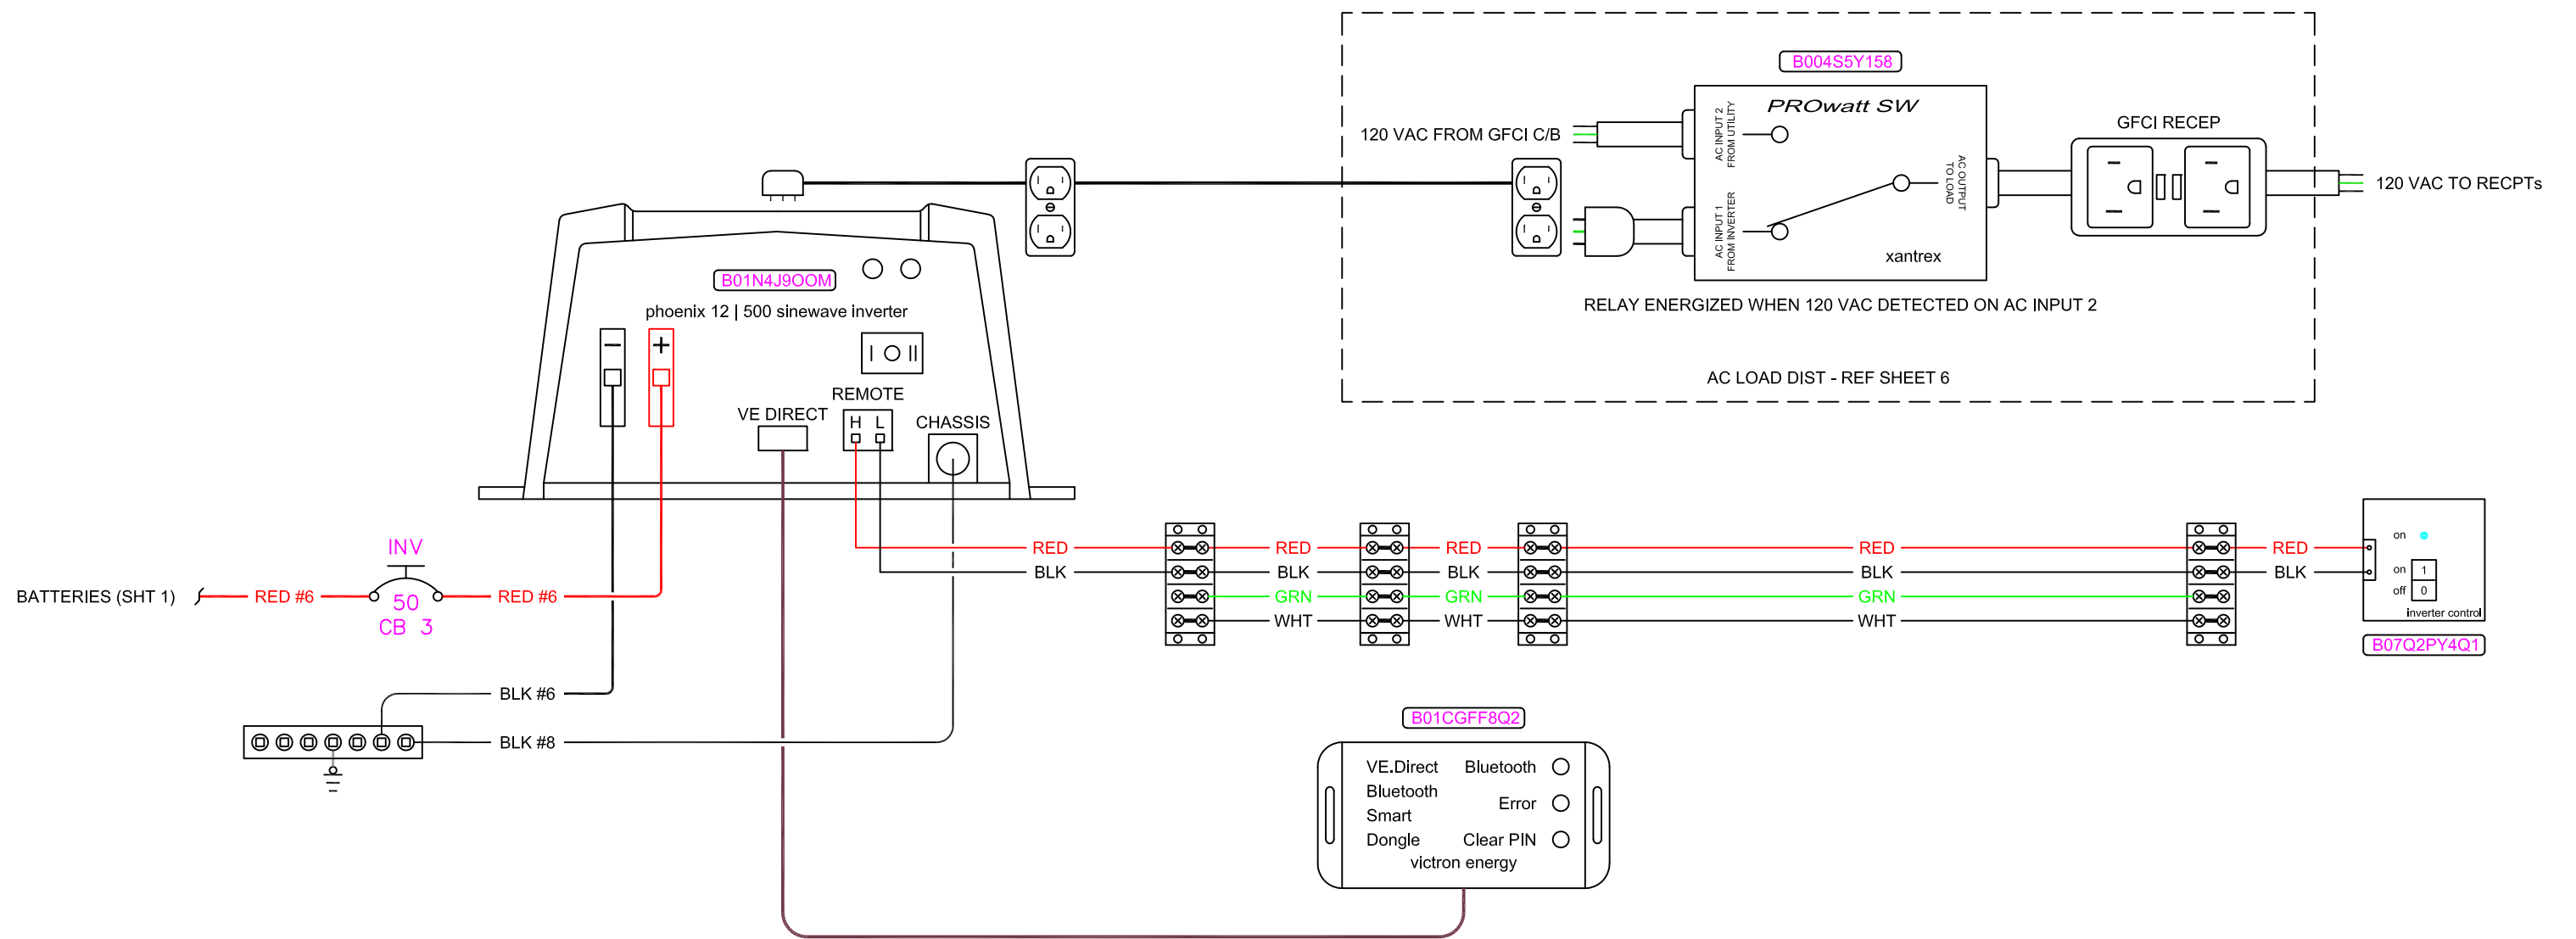 B004S5Y158
PROwatt SW
AC INPUT 2
FROM UTILITY
120 VAC FROM GFCI C/B
GFCI RECEP
AC OUTPUT
TO LOAD
120 VAC TO RECPTs
AC INPUT 1
FROM INVERTER
xantrex
RELAY ENERGIZED WHEN 120 VAC DETECTED ON AC INPUT 2
AC LOAD DIST - REF SHEET 6
B01N4J9OOM
phoenix 12 | 500 sinewave inverter
− +
I O II
REMOTE
VE DIRECT
H L
CHASSIS
INV
BATTERIES (SHT 1)
RED #6
50
RED #6
CB 3
BLK #6
BLK #8
RED RED RED RED RED
BLK BLK BLK BLK BLK
GRN GRN GRN
WHT WHT WHT
on
on 1
off 0
inverter control
B07Q2PY4Q1
B01CGFF8Q2
VE.Direct Bluetooth
Bluetooth
Error
Smart
Dongle Clear PIN
victron energy